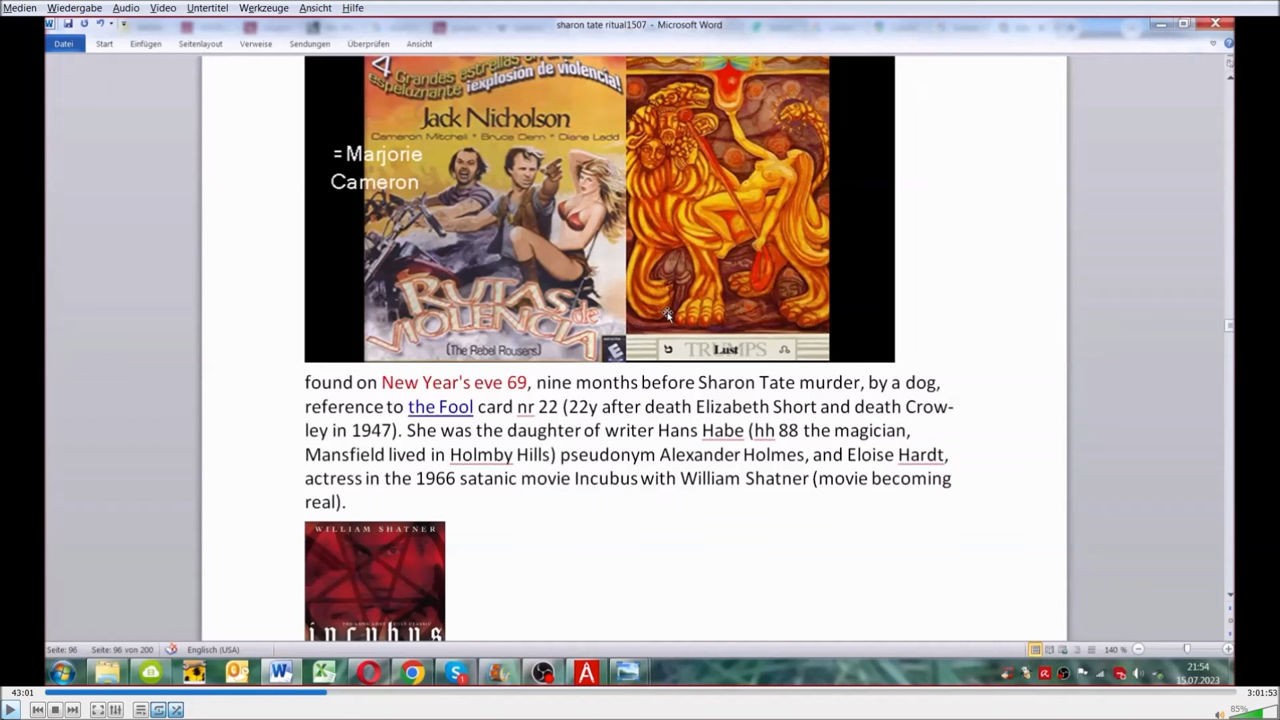 Medien Wiedergabe Audio Video Untertitel Werkzeuge Ansicht Hilfe
sharon tate ritual1507 - Microsoft Word
Datei Start Einfügen Seitenlayout Verweise Sendungen Überprüfen Ansicht
4 Grandes estrellas en
espeluznante ¡explosión de violencia!
Jack Nicholson
Cameron Mitchell * Bruce Dern * Diane Ladd
= Marjorie
Cameron
RUTAS de
VIOLENCIA
(The Rebel Rousers)
E
TRUMPS
Lust
found on New Year's eve 69, nine months before Sharon Tate murder, by a dog,
reference to the Fool card nr 22 (22y after death Elizabeth Short and death Crow-
ley in 1947). She was the daughter of writer Hans Habe (hh 88 the magician,
Mansfield lived in Holmby Hills) pseudonym Alexander Holmes, and Eloise Hardt,
actress in the 1966 satanic movie Incubus with William Shatner (movie becoming
real).
WILLIAM SHATNER
incubus
Seite: 96 Seite: 96 von 200 Englisch (USA) 140 %
21:54
15.07.2023
43:01 3:01:53
85%